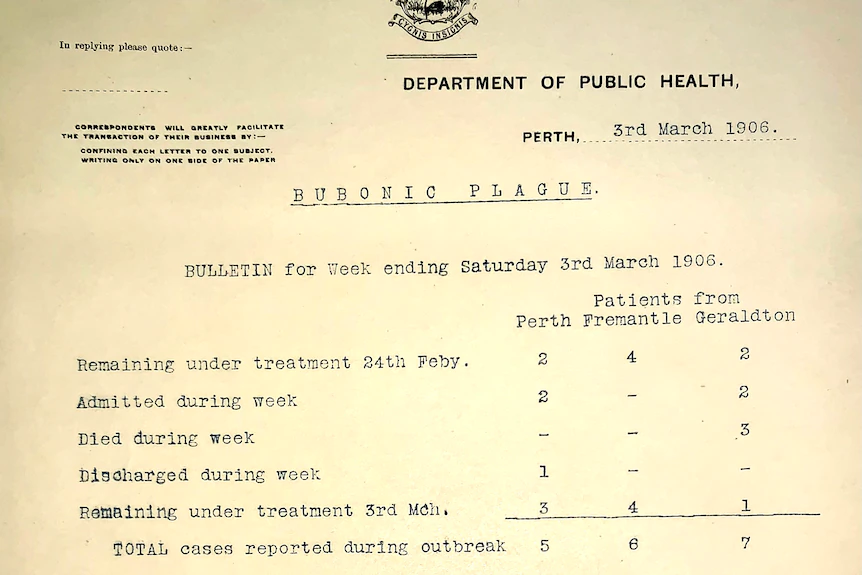 CYGNIS INSIGNIS
In replying please quote:—
DEPARTMENT OF PUBLIC HEALTH,
CORRESPONDENTS WILL GREATLY FACILITATE
THE TRANSACTION OF THEIR BUSINESS BY:—
CONFINING EACH LETTER TO ONE SUBJECT.
WRITING ONLY ON ONE SIDE OF THE PAPER
PERTH, 3rd March 1906.
BUBONIC PLAGUE.
BULLETIN for Week ending Saturday 3rd March 1906.
Patients from
Perth Fremantle Geraldton
Remaining under treatment 24th Feby. 2 4 2
Admitted during week 2 - 2
Died during week - - 3
Discharged during week 1 - -
Remaining under treatment 3rd Mch. 3 4 1
TOTAL cases reported during outbreak 5 6 7